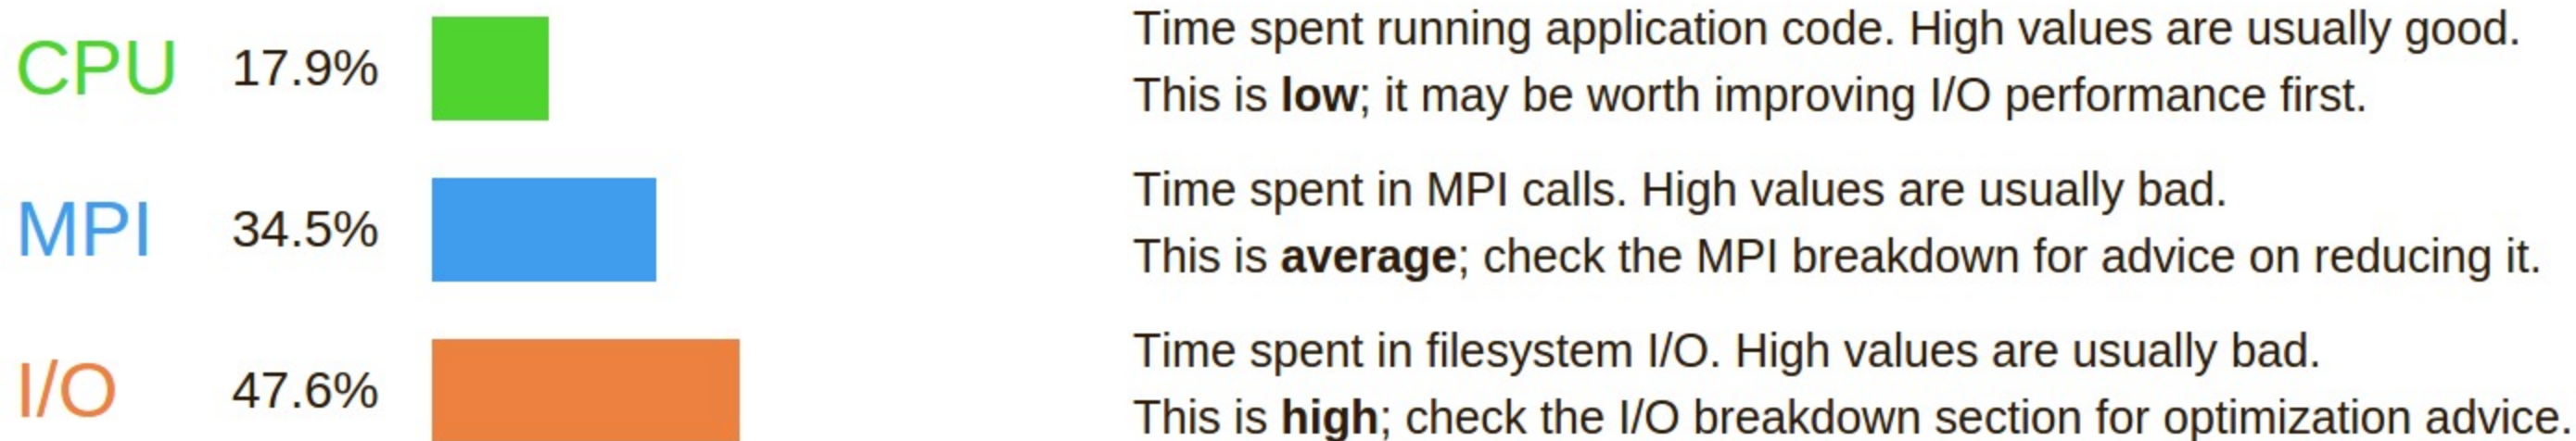 CPU 17.9% Time spent running application code. High values are usually good.
This is low; it may be worth improving I/O performance first.
MPI 34.5% Time spent in MPI calls. High values are usually bad.
This is average; check the MPI breakdown for advice on reducing it.
I/O 47.6% Time spent in filesystem I/O. High values are usually bad.
This is high; check the I/O breakdown section for optimization advice.